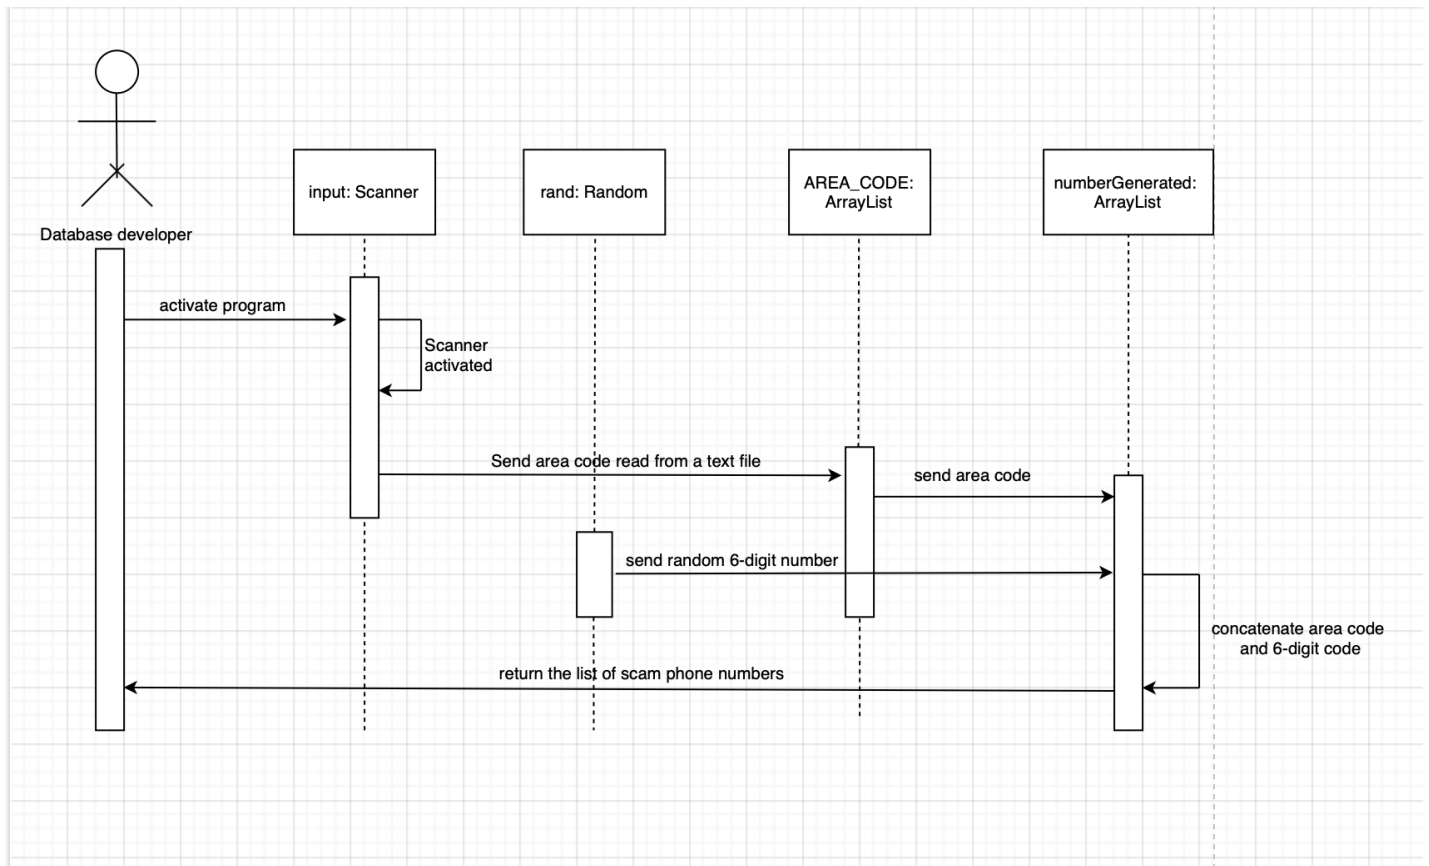 Database developer
input: Scanner
rand: Random
AREA_CODE:
ArrayList
numberGenerated:
ArrayList
activate program
Scanner
activated
Send area code read from a text file
send area code
send random 6-digit number
concatenate area code
and 6-digit code
return the list of scam phone numbers